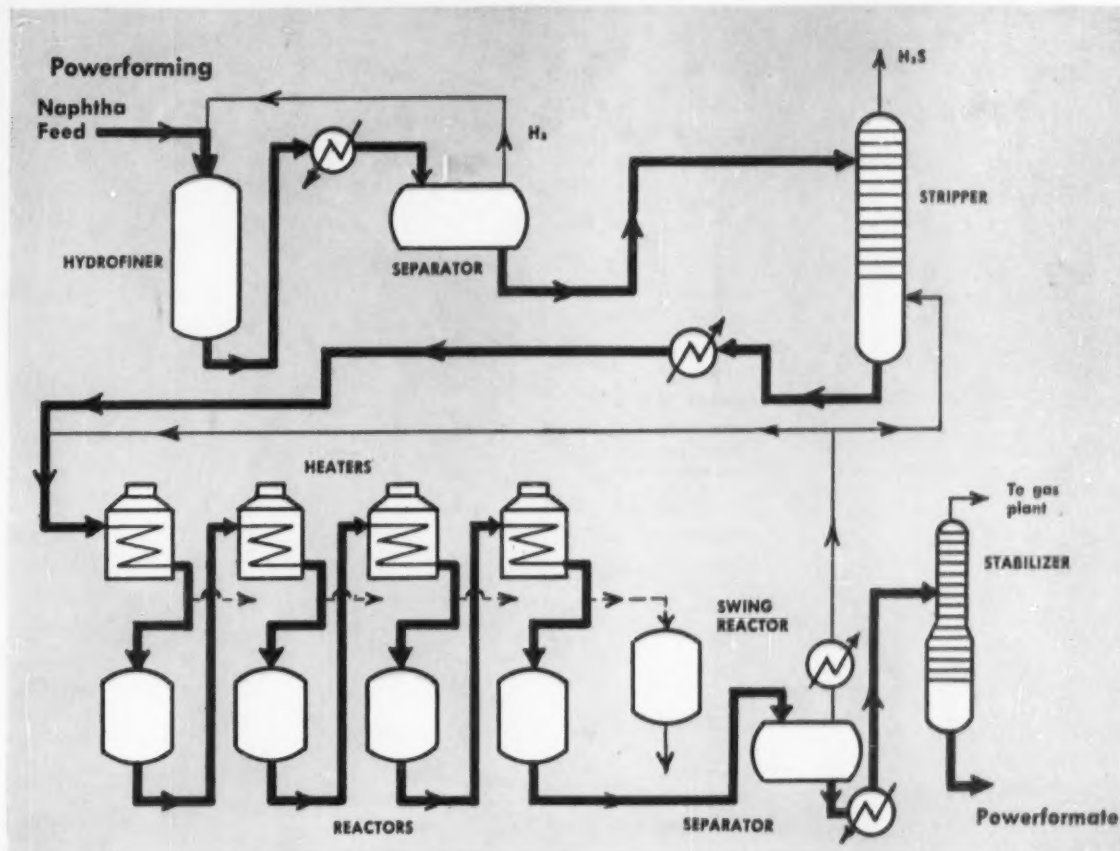 Powerforming
Naphtha
Feed
H₂S
H₂
STRIPPER
HYDROFINER
SEPARATOR
HEATERS
To gas
plant
STABILIZER
SWING
REACTOR
REACTORS
SEPARATOR
Powerformate